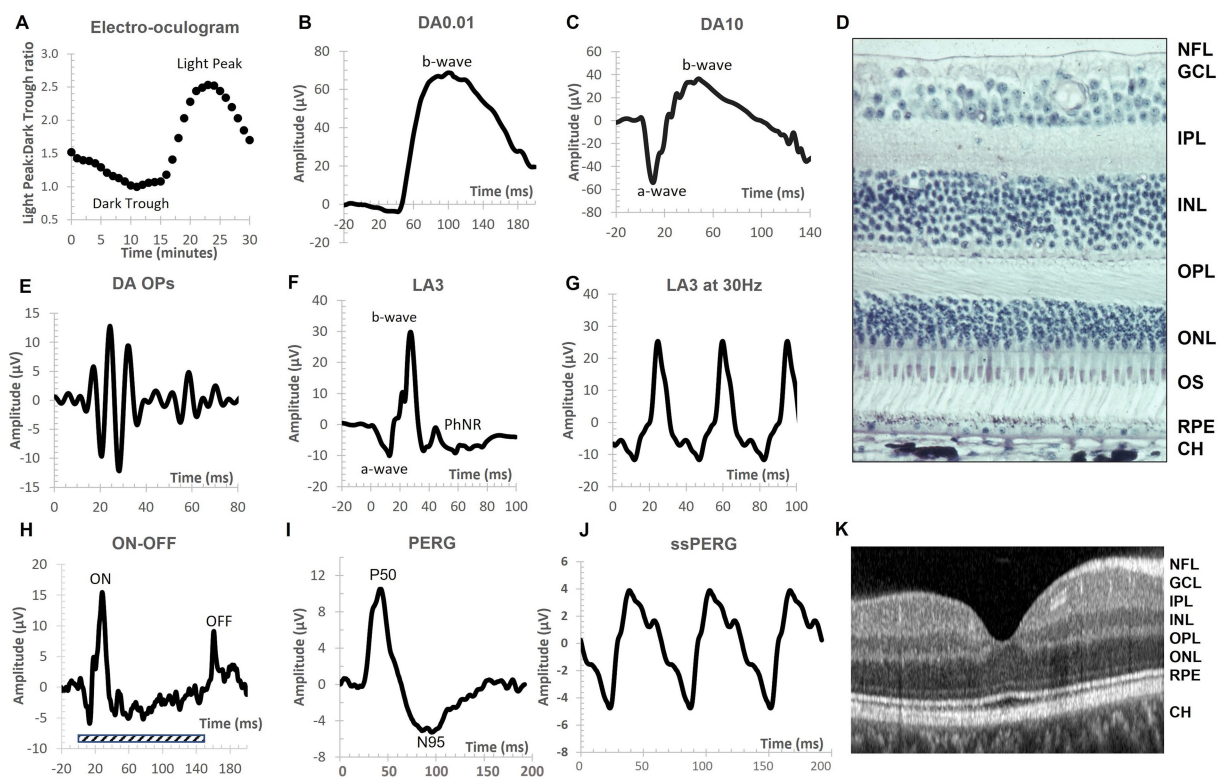 A
Electro-oculogram
Light Peak:Dark Trough ratio
3.0
2.5
2.0
1.5
1.0
0.5
Light Peak
Dark Trough
0 5 10 15 20 25 30
Time (minutes)
B
DA0.01
Amplitude (µV)
80
60
40
20
0
-20
b-wave
Time (ms)
-20 20 60 100 140
C
DA10
Amplitude (µV)
60
40
20
0
-20
-40
-60
-80
b-wave
a-wave
Time (ms)
-20 20 60 100 140
D
NFL
GCL
IPL
INL
OPL
ONL
OS
RPE
CH
E
DA OPs
Amplitude (µV)
15
10
5
0
-5
-10
-15
Time (ms)
0 20 40 60 80
F
LA3
Amplitude (µV)
40
30
20
10
0
-10
-20
b-wave
PhNR
a-wave
Time (ms)
-20 0 20 40 60 80 100
G
LA3 at 30Hz
Amplitude (µV)
40
30
20
10
0
-10
-20
Time (ms)
0 20 40 60 80 100
H
ON-OFF
Amplitude (µV)
20
15
10
5
0
-5
-10
ON
OFF
Time (ms)
-20 20 60 100 140 180
I
PERG
Amplitude (µV)
12
8
4
0
-4
-8
P50
N95
Time (ms)
0 50 100 150 200
J
ssPERG
Amplitude (µV)
6
4
2
0
-2
-4
-6
-8
Time (ms)
0 50 100 150 200
K
NFL
GCL
IPL
INL
OPL
ONL
RPE
CH